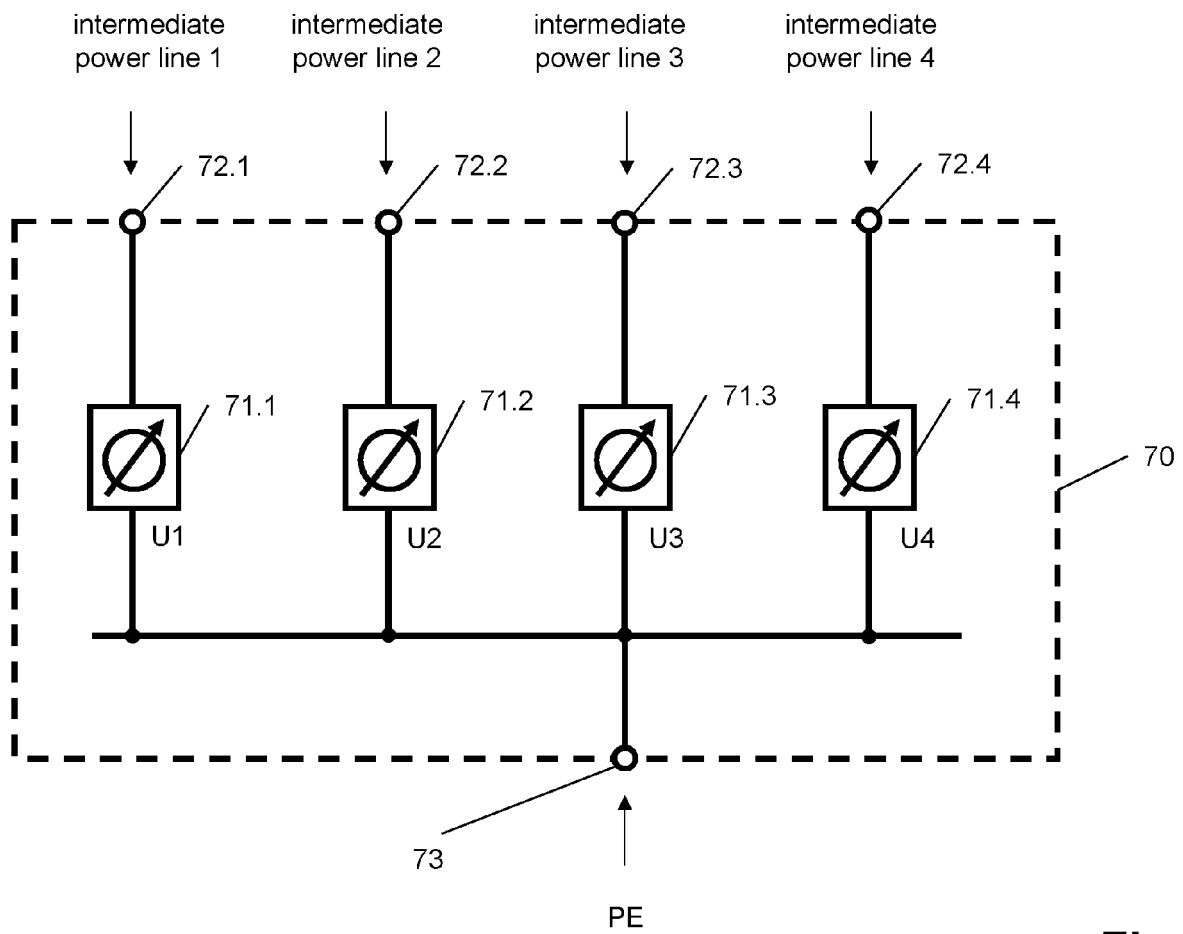 intermediate
power line 1
intermediate
power line 2
intermediate
power line 3
intermediate
power line 4
72.1
72.2
72.3
72.4
71.1
71.2
71.3
71.4
70
U1
U2
U3
U4
73
PE